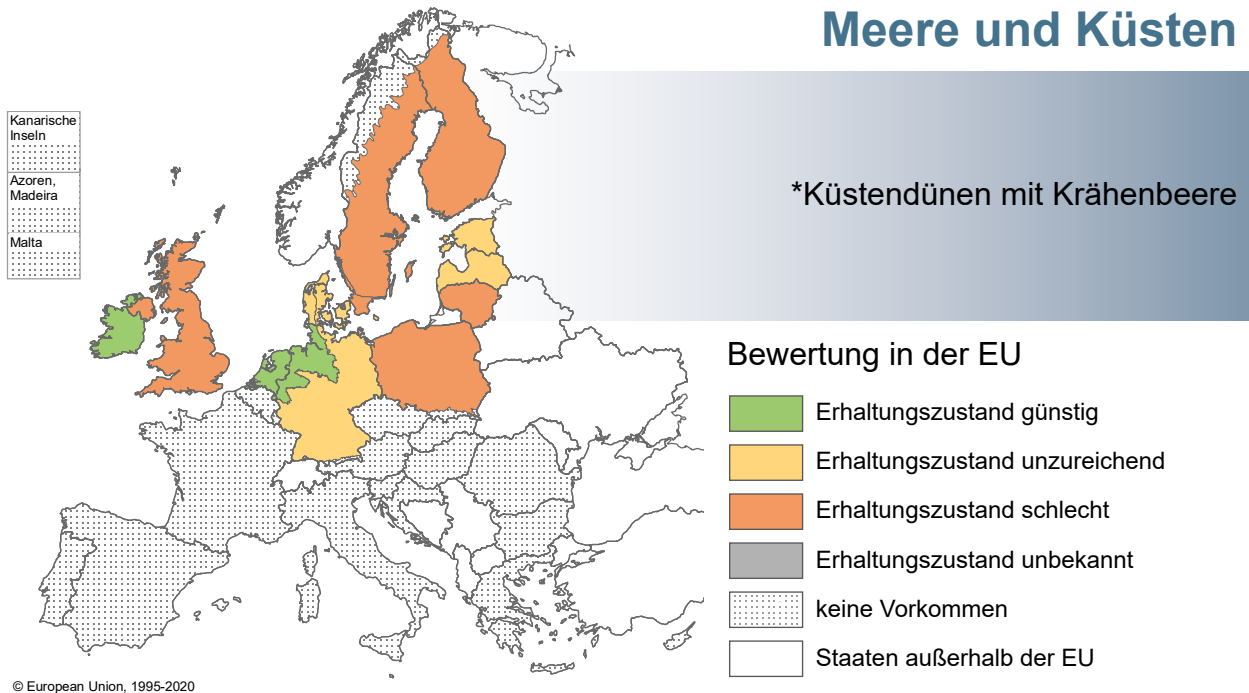 Meere und Küsten
Kanarische
Inseln
Azoren,
Madeira
Malta
*Küstendünen mit Krähenbeere
Bewertung in der EU
Erhaltungszustand günstig
Erhaltungszustand unzureichend
Erhaltungszustand schlecht
Erhaltungszustand unbekannt
keine Vorkommen
Staaten außerhalb der EU
© European Union, 1995-2020